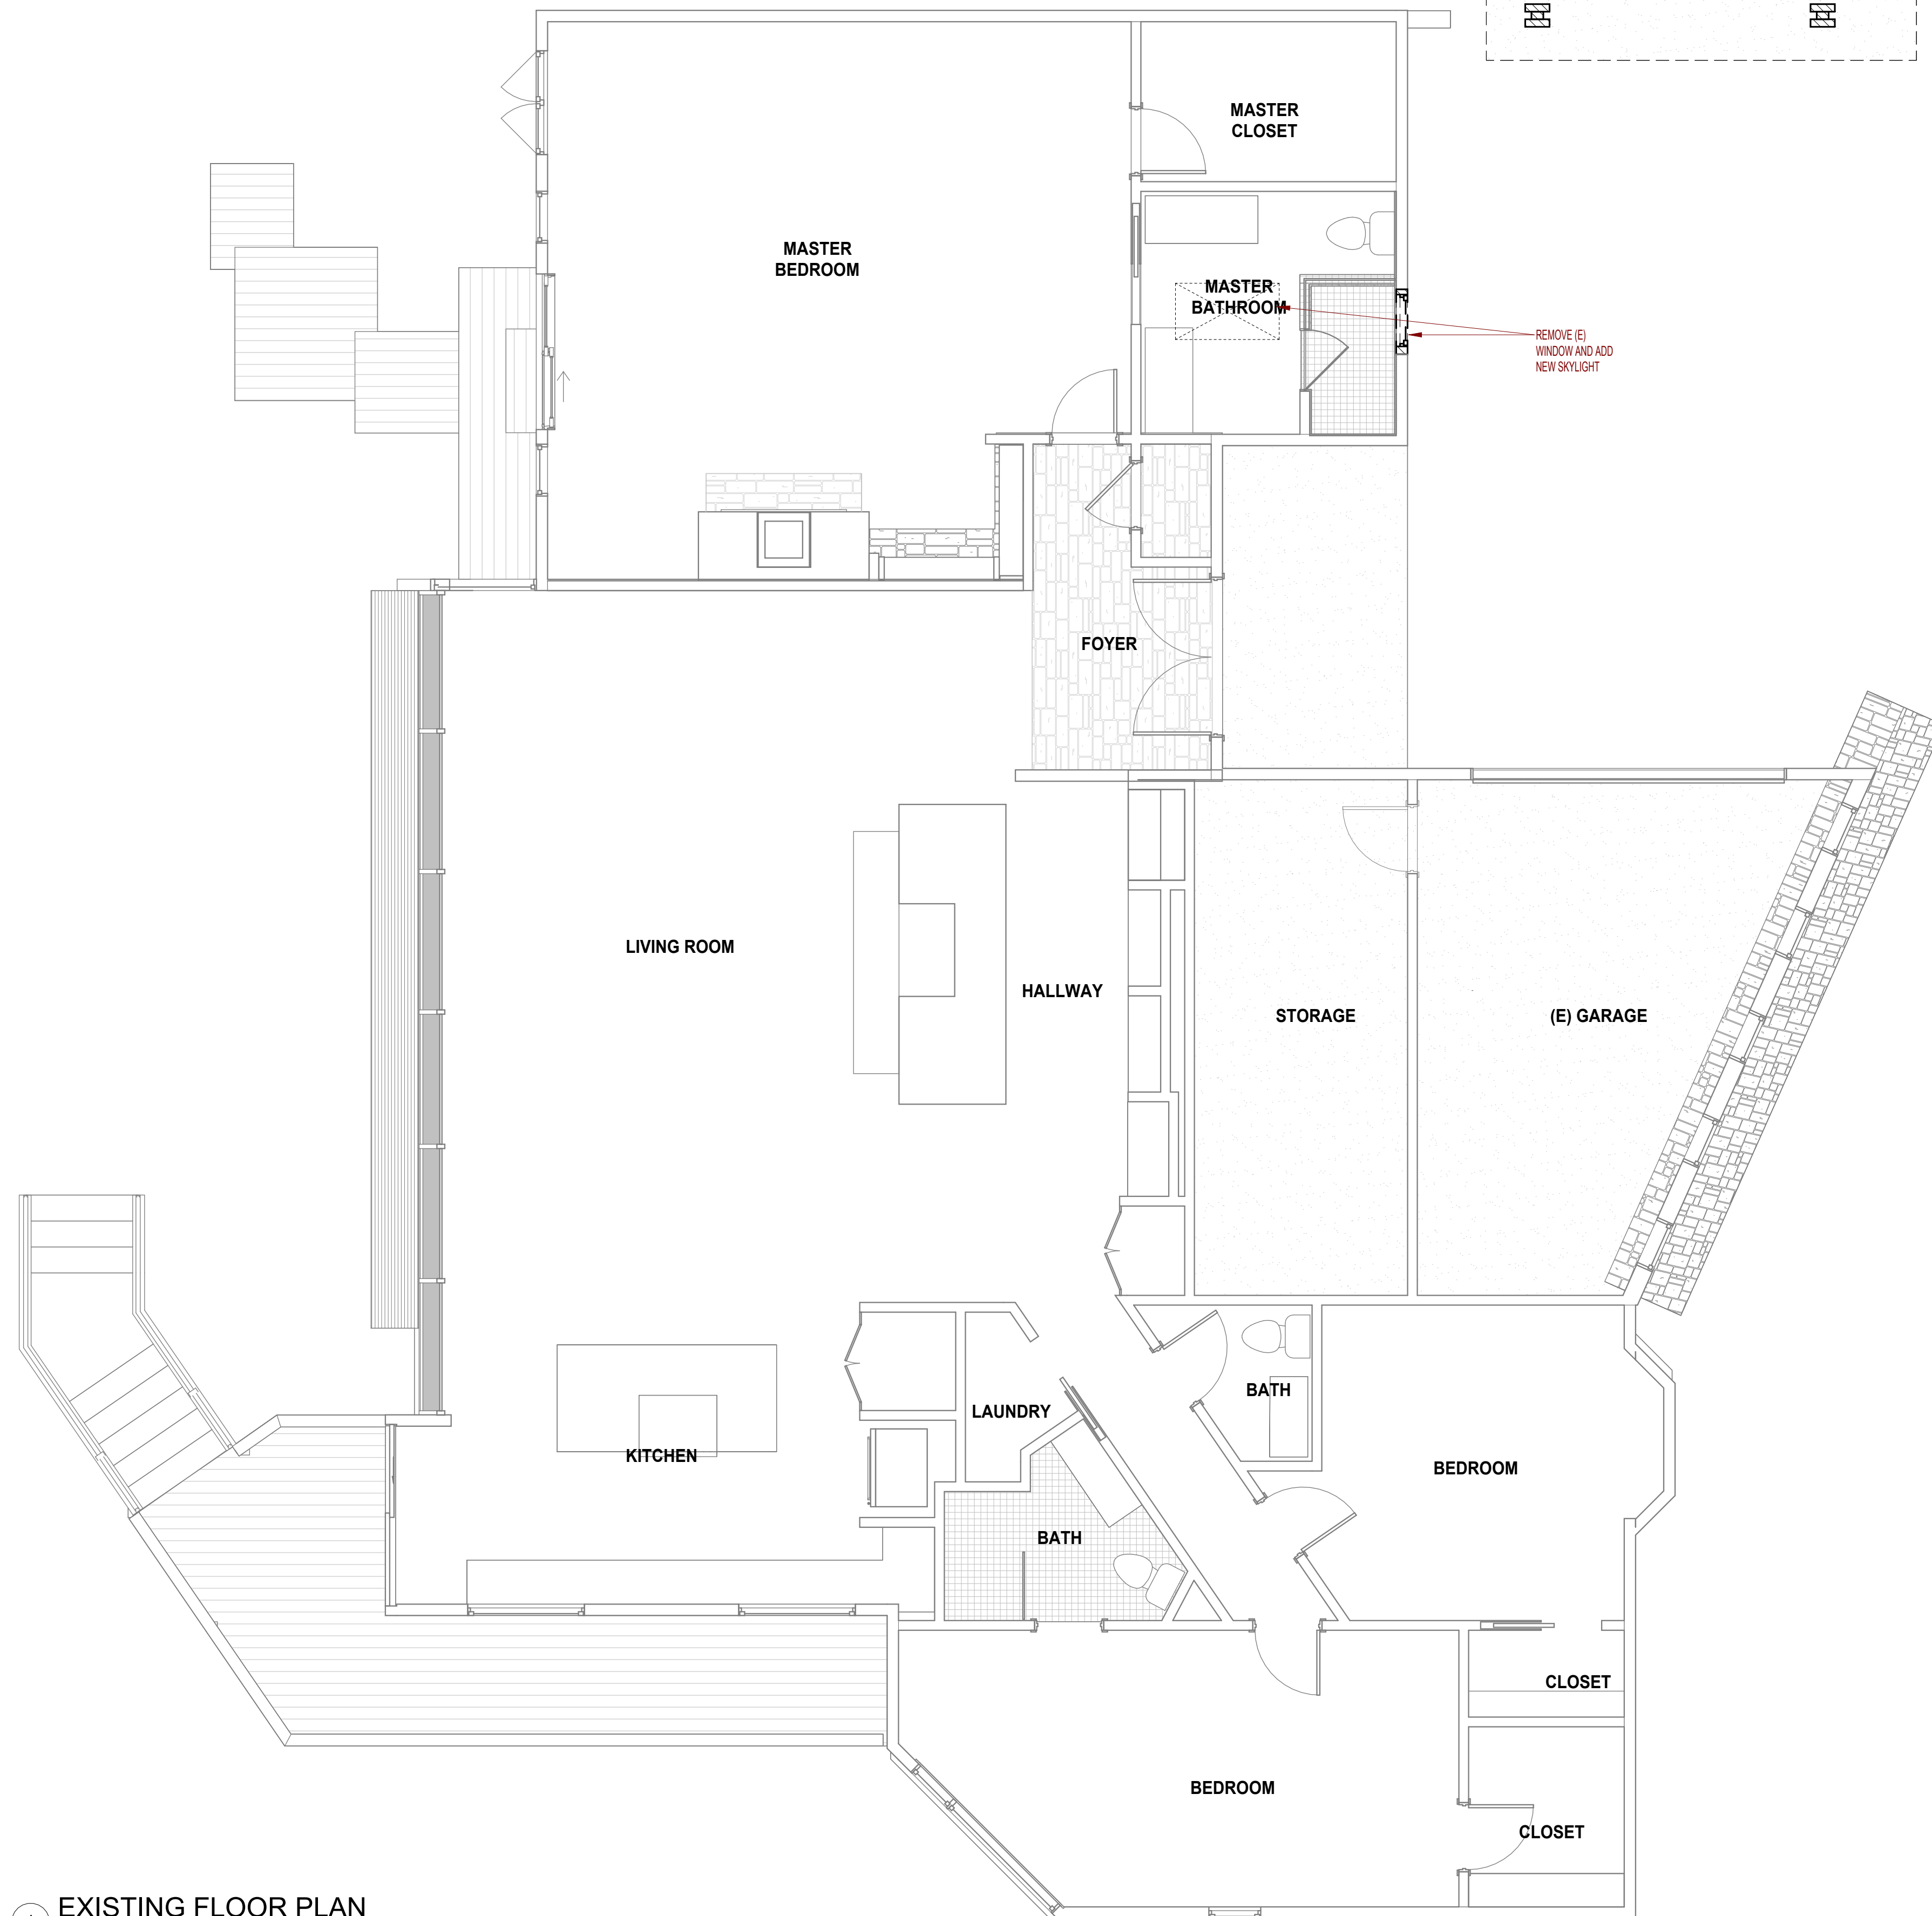 MASTER
CLOSET
MASTER
BEDROOM
MASTER
BATHROOM
REMOVE (E)
WINDOW AND ADD
NEW SKYLIGHT
FOYER
LIVING ROOM
HALLWAY
STORAGE
(E) GARAGE
BATH
LAUNDRY
KITCHEN
BEDROOM
BATH
CLOSET
BEDROOM
CLOSET
EXISTING FLOOR PLAN